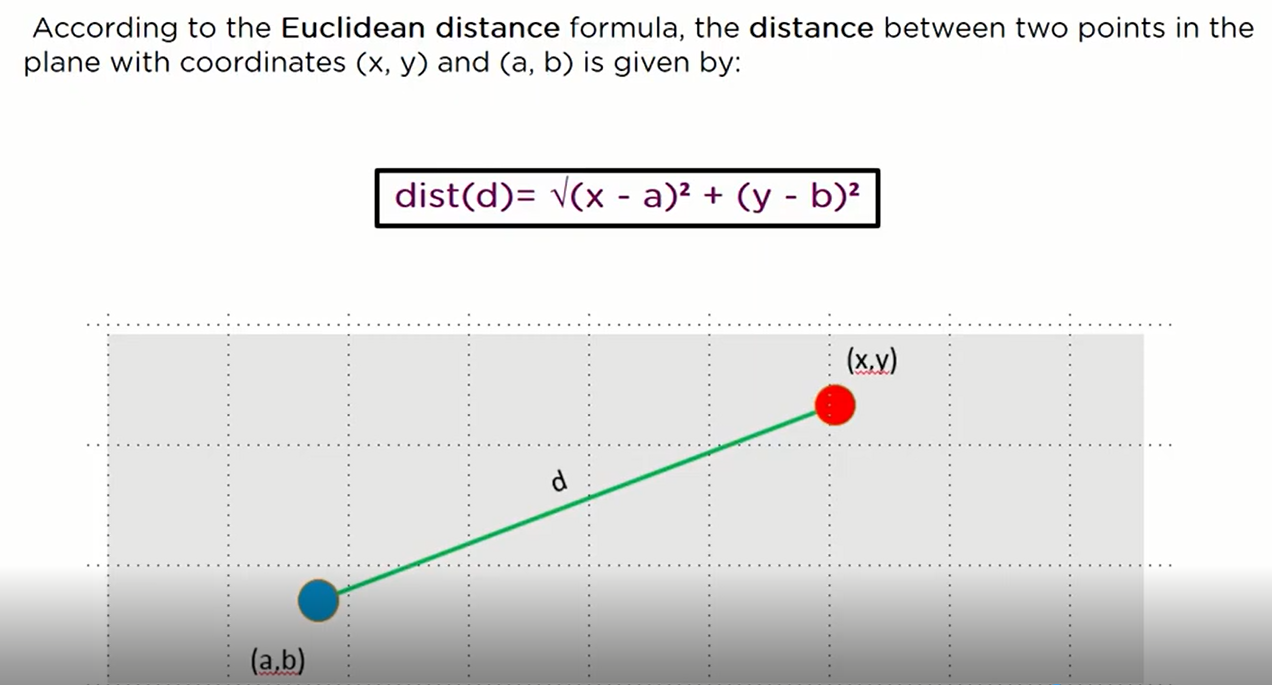 According to the Euclidean distance formula, the distance between two points in the
plane with coordinates (x, y) and (a, b) is given by:
dist(d)= √(x - a)² + (y - b)²
(x,y)
d
(a,b)